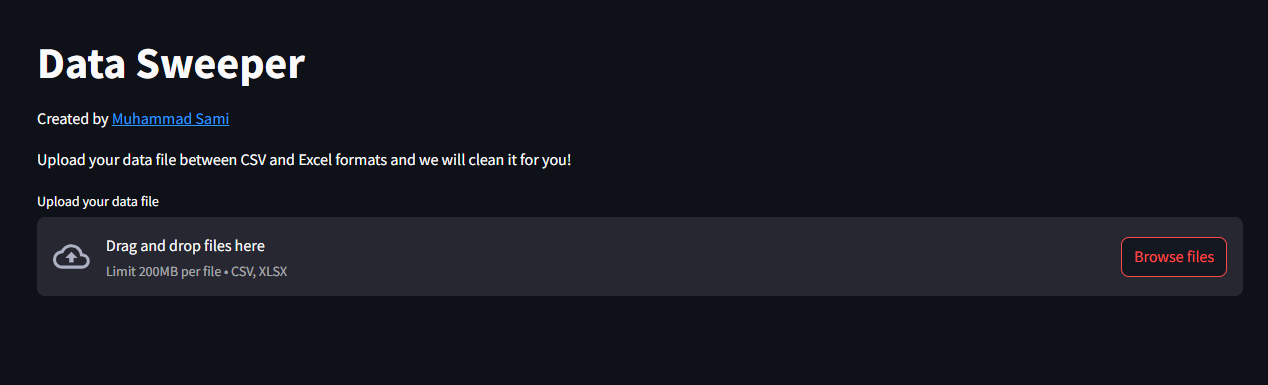 Data Sweeper
Created by Muhammad Sami
Upload your data file between CSV and Excel formats and we will clean it for you!
Upload your data file
Drag and drop files here
Limit 200MB per file • CSV, XLSX
Browse files